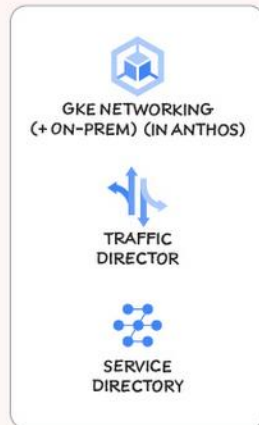 GKE NETWORKING
(+ ON-PREM) (IN ANTHOS)
TRAFFIC
DIRECTOR
SERVICE
DIRECTORY